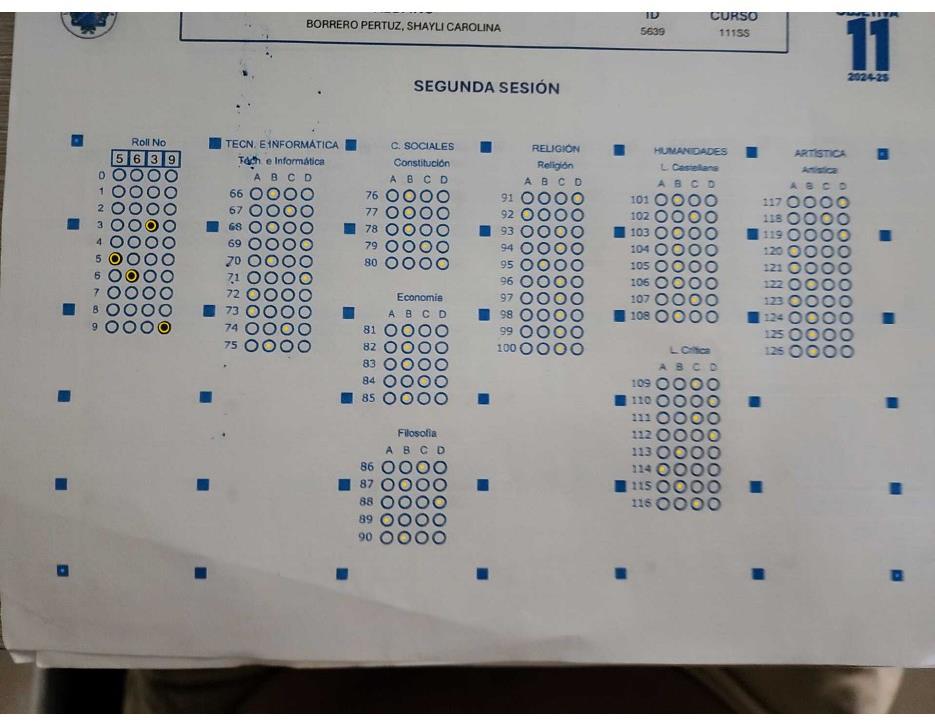 BORRERO PERTUZ, SHAYLI CAROLINA
ID
5639
CURSO
111SS
OBJETIVA
11
2024-25
SEGUNDA SESIÓN
Roll No
5 6 3 9
0
1
2
3
4
5
6
7
8
9
TECN. E INFORMÁTICA
Tecn. e Informática
A B C D
66
67
68
69
70
71
72
73
74
75
C. SOCIALES
Constitución
A B C D
76
77
78
79
80
Economía
A B C D
81
82
83
84
85
Filosofía
A B C D
86
87
88
89
90
RELIGIÓN
Religión
A B C D
91
92
93
94
95
96
97
98
99
100
HUMANIDADES
L. Castellana
A B C D
101
102
103
104
105
106
107
108
L. Crítica
A B C D
109
110
111
112
113
114
115
116
ARTÍSTICA
Artística
A B C D
117
118
119
120
121
122
123
124
125
126